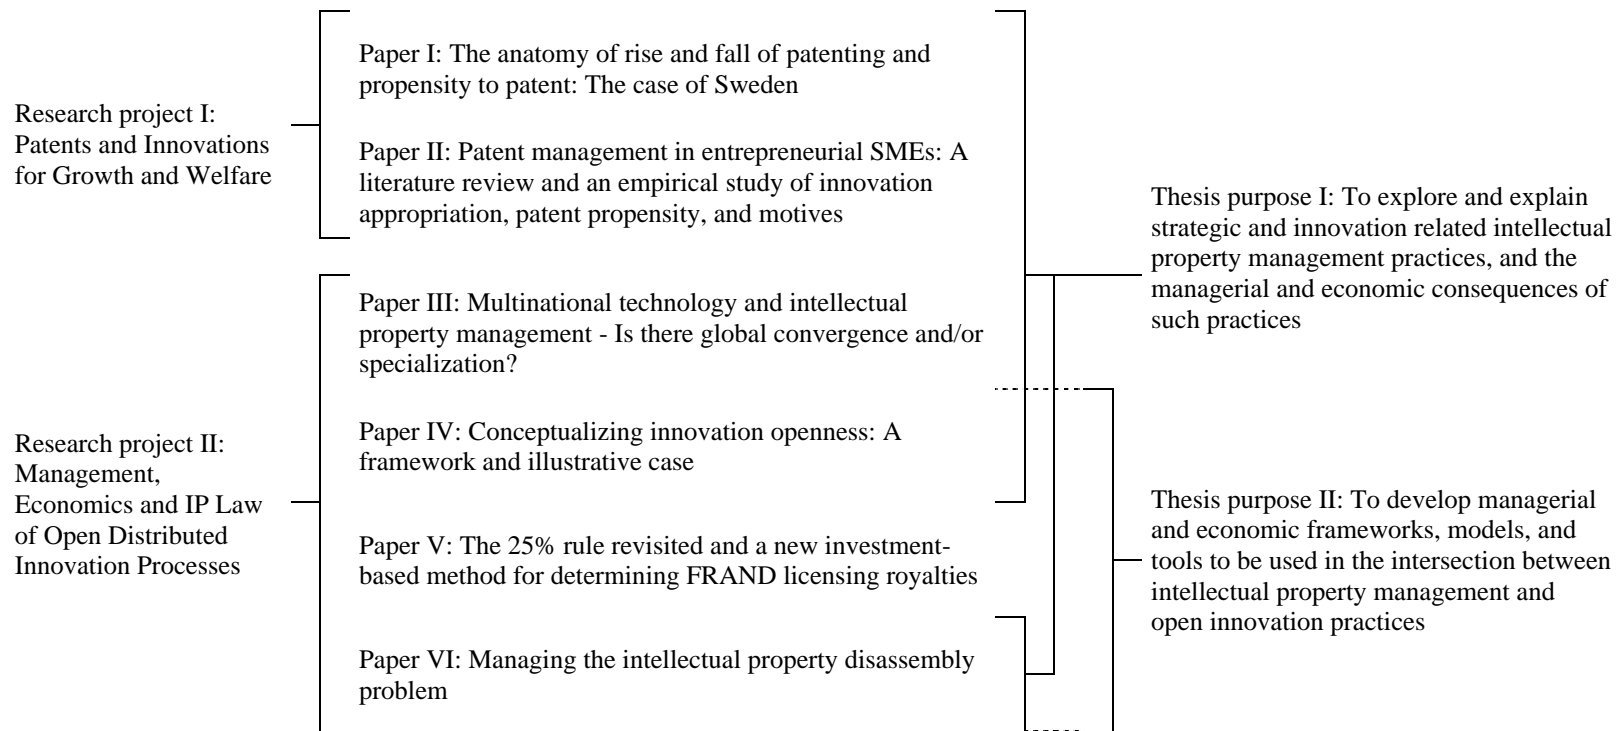 Research project I:
Patents and Innovations
for Growth and Welfare
Paper I: The anatomy of rise and fall of patenting and
propensity to patent: The case of Sweden
Paper II: Patent management in entrepreneurial SMEs: A
literature review and an empirical study of innovation
appropriation, patent propensity, and motives
Research project II:
Management,
Economics and IP Law
of Open Distributed
Innovation Processes
Paper III: Multinational technology and intellectual
property management - Is there global convergence and/or
specialization?
Paper IV: Conceptualizing innovation openness: A
framework and illustrative case
Paper V: The 25% rule revisited and a new investment-
based method for determining FRAND licensing royalties
Paper VI: Managing the intellectual property disassembly
problem
Thesis purpose I: To explore and explain
strategic and innovation related intellectual
property management practices, and the
managerial and economic consequences of
such practices
Thesis purpose II: To develop managerial
and economic frameworks, models, and
tools to be used in the intersection between
intellectual property management and
open innovation practices